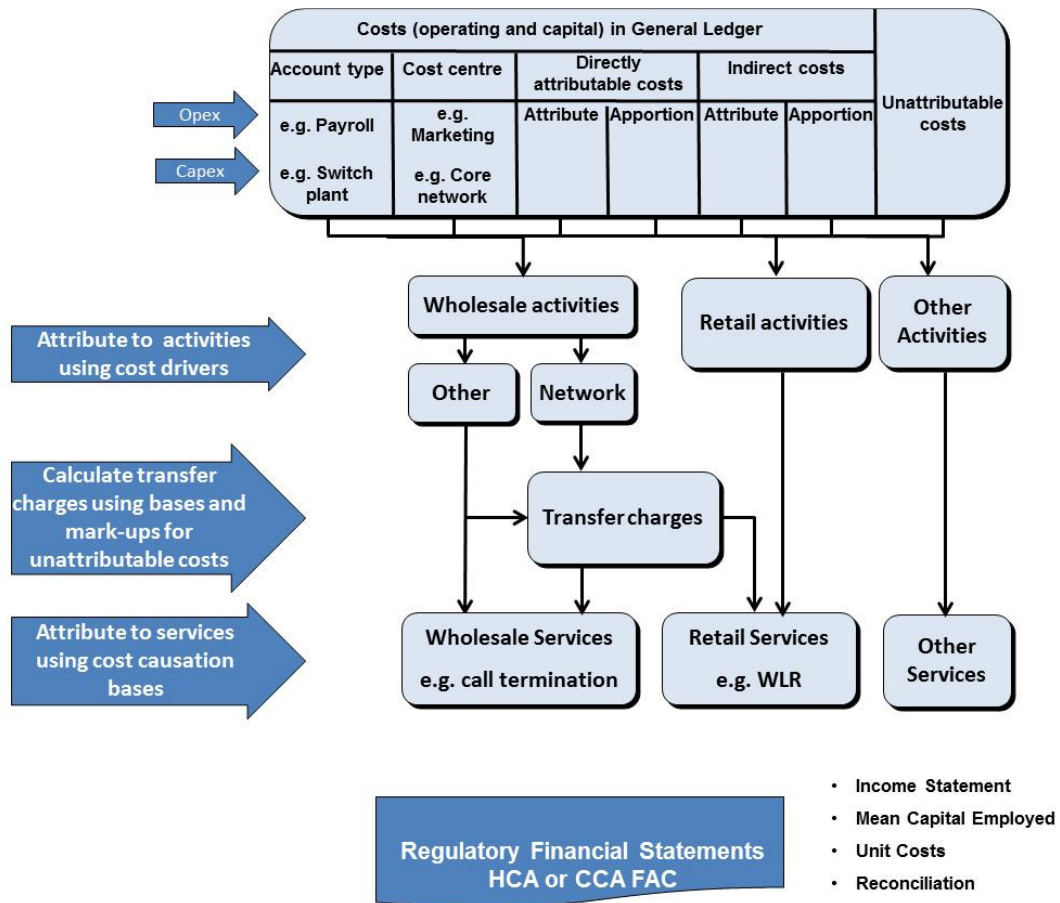 Costs (operating and capital) in General Ledger
Account type
Cost centre
Directly
attributable costs
Indirect costs
Unattributable
costs
Opex
e.g. Payroll
e.g.
Marketing
Attribute
Apportion
Attribute
Apportion
Capex
e.g. Switch
plant
e.g. Core
network
Wholesale activities
Retail activities
Other
Activities
Attribute to activities
using cost drivers
Other
Network
Calculate transfer
charges using bases and
mark-ups for
unattributable costs
Transfer charges
Attribute to services
using cost causation
bases
Wholesale Services
e.g. call termination
Retail Services
e.g. WLR
Other
Services
Regulatory Financial Statements
HCA or CCA FAC
• Income Statement
• Mean Capital Employed
• Unit Costs
• Reconciliation